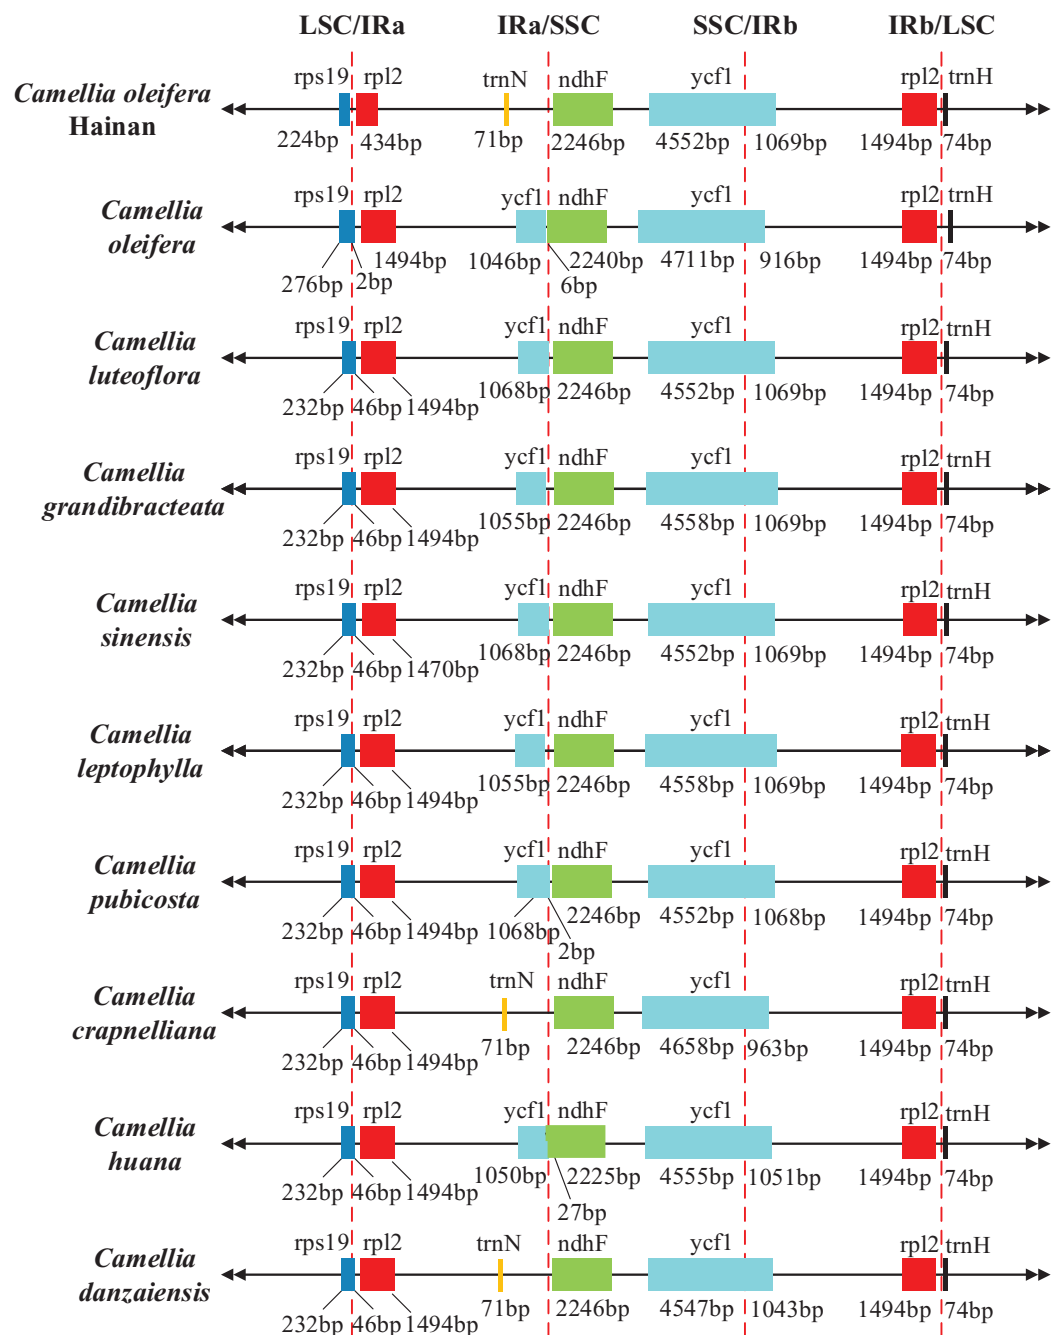 LSC/IRa IRa/SSC SSC/IRb IRb/LSC
rps19 rpl2 trnN ndhF ycf1 rpl2 trnH
Camellia oleifera
Hainan
224bp 434bp 71bp 2246bp 4552bp 1069bp 1494bp 74bp
rps19 rpl2 ycf1 ndhF ycf1 rpl2 trnH
Camellia
oleifera
276bp 2bp 1494bp 1046bp 6bp 2240bp 4711bp 916bp 1494bp 74bp
rps19 rpl2 ycf1 ndhF ycf1 rpl2 trnH
Camellia
luteoflora
232bp 46bp 1494bp 1068bp 2246bp 4552bp 1069bp 1494bp 74bp
rps19 rpl2 ycf1 ndhF ycf1 rpl2 trnH
Camellia
grandibracteata
232bp 46bp 1494bp 1055bp 2246bp 4558bp 1069bp 1494bp 74bp
rps19 rpl2 ycf1 ndhF ycf1 rpl2 trnH
Camellia
sinensis
232bp 46bp 1470bp 1068bp 2246bp 4552bp 1069bp 1494bp 74bp
rps19 rpl2 ycf1 ndhF ycf1 rpl2 trnH
Camellia
leptophylla
232bp 46bp 1494bp 1055bp 2246bp 4558bp 1069bp 1494bp 74bp
rps19 rpl2 ycf1 ndhF ycf1 rpl2 trnH
Camellia
pubicosta
232bp 46bp 1494bp 1068bp 2bp 2246bp 4552bp 1068bp 1494bp 74bp
rps19 rpl2 trnN ndhF ycf1 rpl2 trnH
Camellia
crapnelliana
232bp 46bp 1494bp 71bp 2246bp 4658bp 963bp 1494bp 74bp
rps19 rpl2 ycf1 ndhF ycf1 rpl2 trnH
Camellia
huana
232bp 46bp 1494bp 1050bp 27bp 2225bp 4555bp 1051bp 1494bp 74bp
rps19 rpl2 trnN ndhF ycf1 rpl2 trnH
Camellia
danzaiensis
232bp 46bp 1494bp 71bp 2246bp 4547bp 1043bp 1494bp 74bp